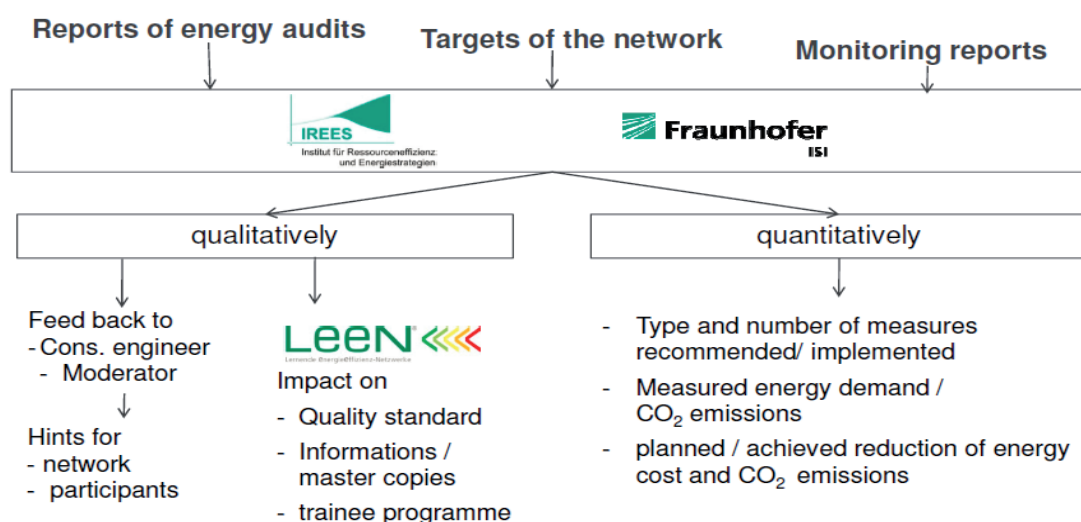 Reports of energy audits
Targets of the network
Monitoring reports
IREES
Institut für Ressourceneffizienz
und Energiestrategien
Fraunhofer
ISI
qualitatively
quantitatively
Feed back to
- Cons. engineer
- Moderator
Hints for
- network
- participants
LEEN
Lernende EnergieEffizienz-Netzwerke
Impact on
- Quality standard
- Informations /
master copies
- trainee programme
- Type and number of measures
recommended/ implemented
- Measured energy demand /
CO₂ emissions
- planned / achieved reduction of energy
cost and CO₂ emissions